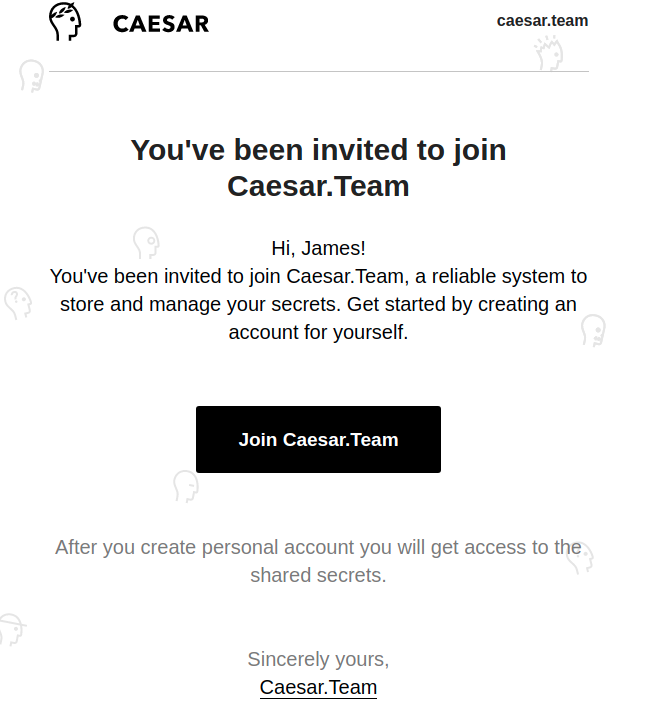 CAESAR
caesar.team
You've been invited to join
Caesar.Team
Hi, James!
You've been invited to join Caesar.Team, a reliable system to
store and manage your secrets. Get started by creating an
account for yourself.
Join Caesar.Team
After you create personal account you will get access to the
shared secrets.
Sincerely yours,
Caesar.Team